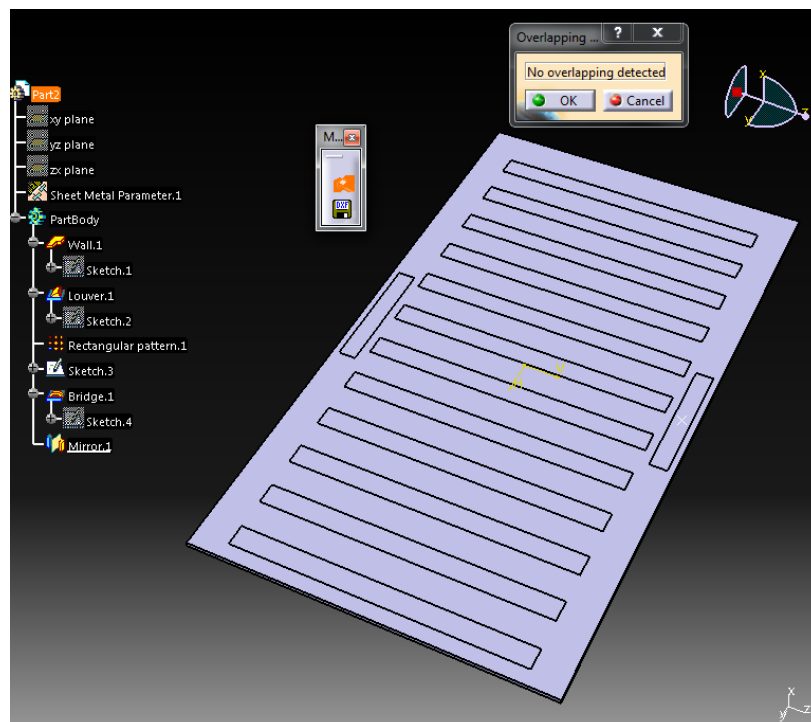 Overlapping ...
No overlapping detected
OK
Cancel
M...
DXF
Part2
xy plane
yz plane
zx plane
Sheet Metal Parameter.1
PartBody
Wall.1
Sketch.1
Louver.1
Sketch.2
Rectangular pattern.1
Sketch.3
Bridge.1
Sketch.4
Mirror.1
x
y
z
x
y
z